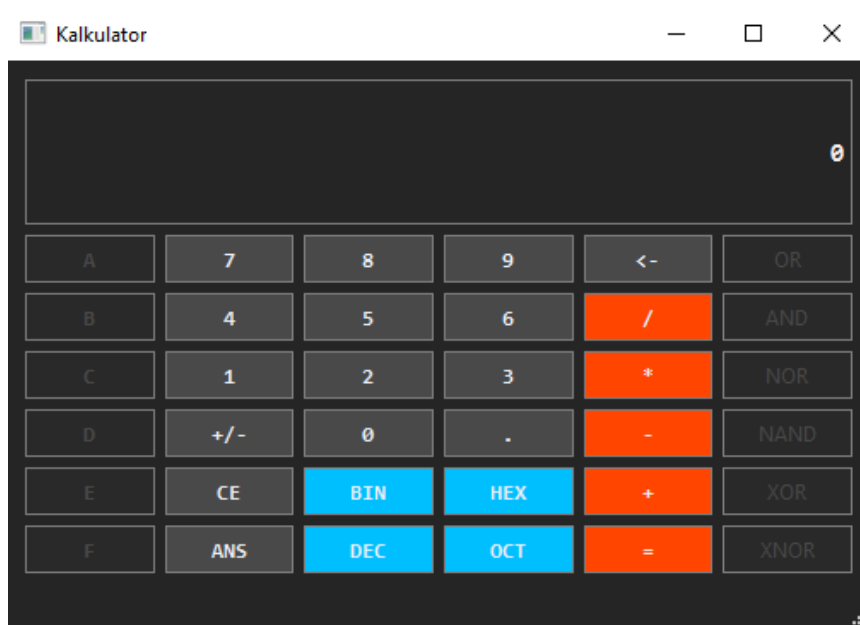 Kalkulator
0
A 7 8 9 <- OR
B 4 5 6 / AND
C 1 2 3 * NOR
D +/- 0 . - NAND
E CE BIN HEX + XOR
F ANS DEC OCT = XNOR